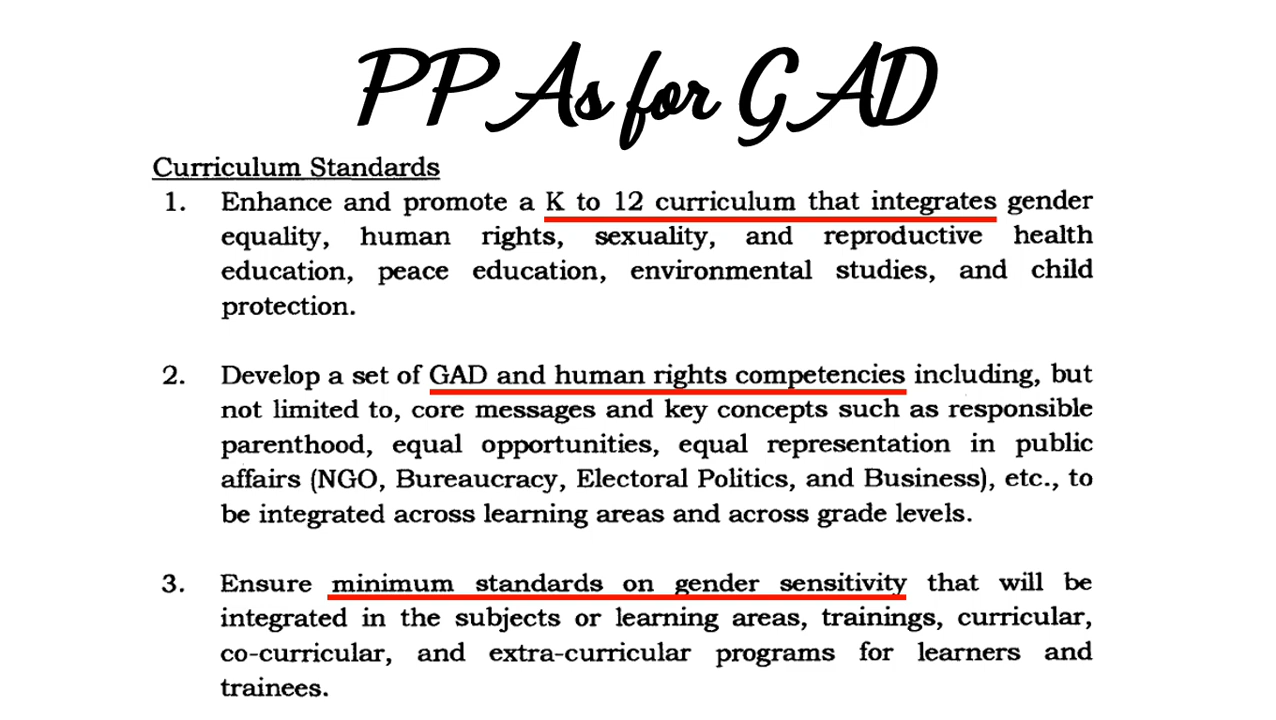 PPAs for GAD
Curriculum Standards
1. Enhance and promote a K to 12 curriculum that integrates gender
equality, human rights, sexuality, and reproductive health
education, peace education, environmental studies, and child
protection.
2. Develop a set of GAD and human rights competencies including, but
not limited to, core messages and key concepts such as responsible
parenthood, equal opportunities, equal representation in public
affairs (NGO, Bureaucracy, Electoral Politics, and Business), etc., to
be integrated across learning areas and across grade levels.
3. Ensure minimum standards on gender sensitivity that will be
integrated in the subjects or learning areas, trainings, curricular,
co-curricular, and extra-curricular programs for learners and
trainees.